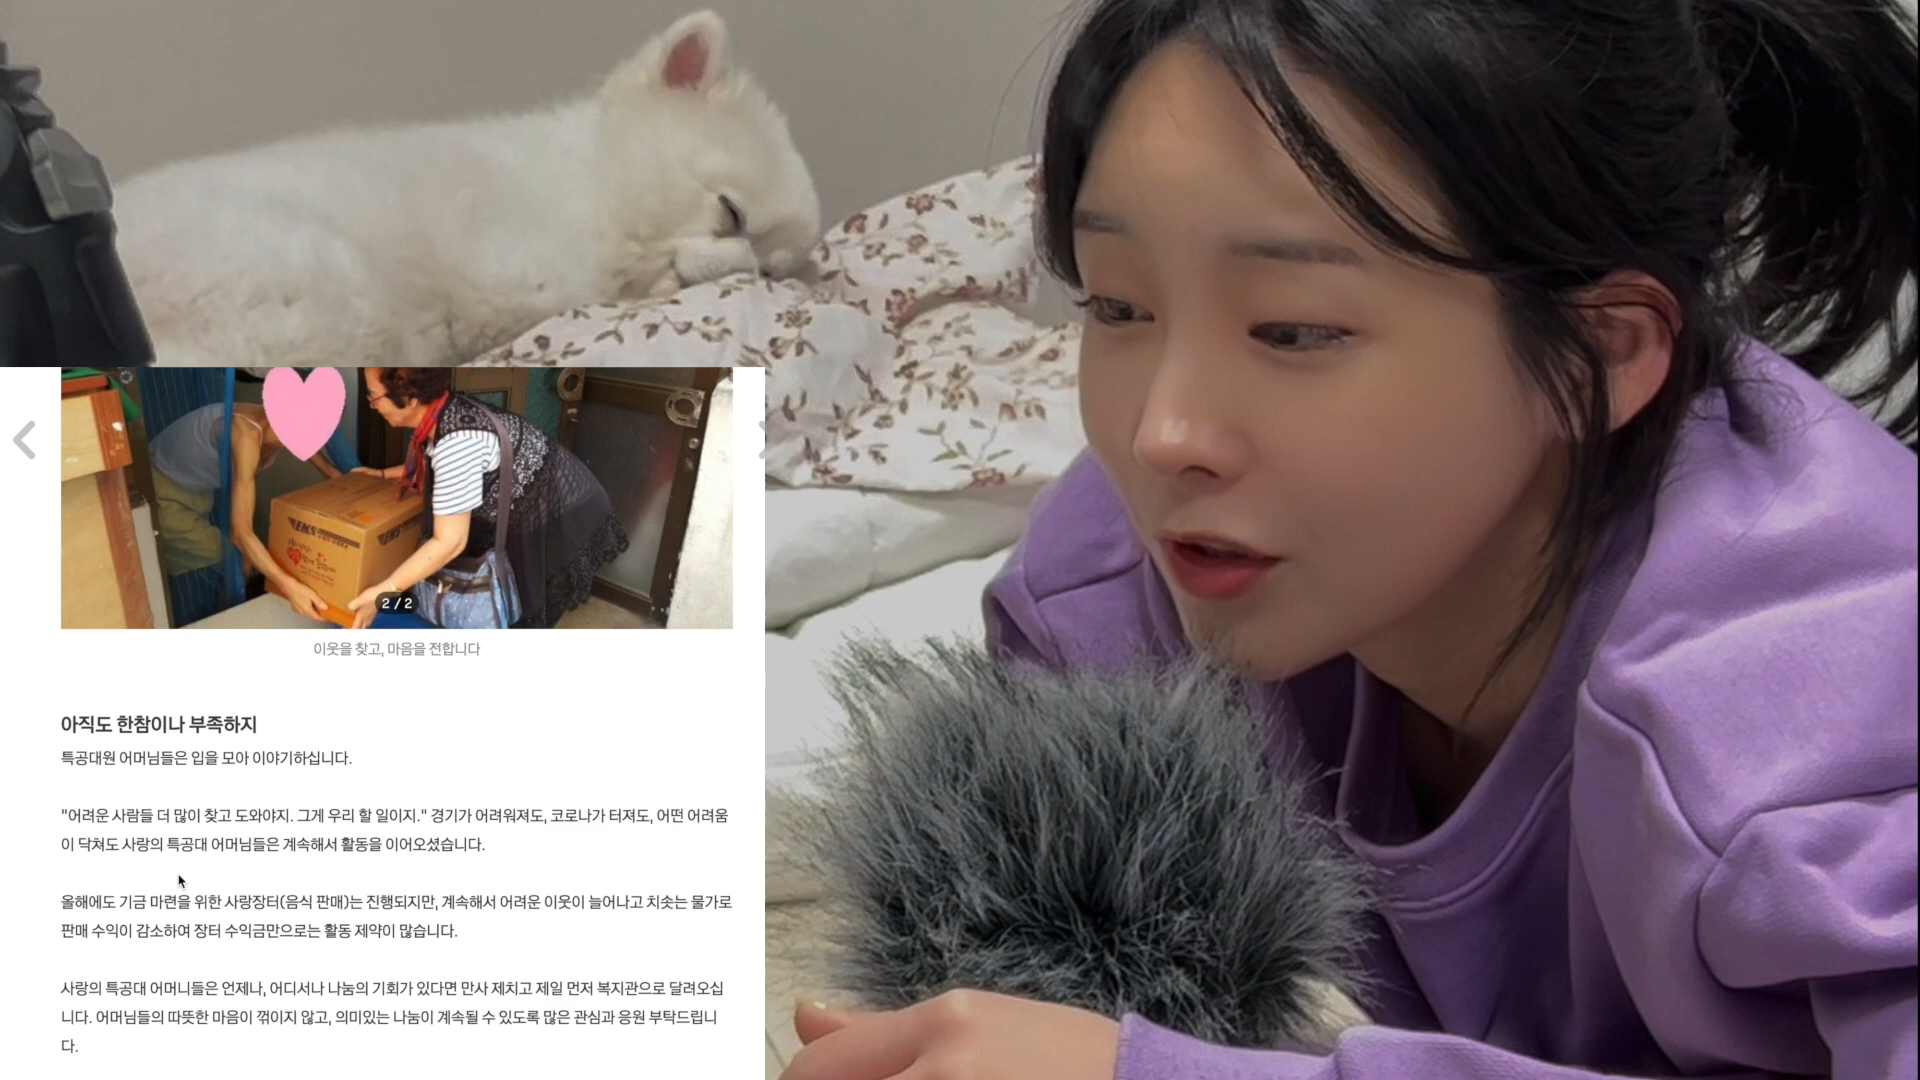 EMS
EMS
2 / 2
이웃을 찾고, 마음을 전합니다
아직도 한참이나 부족하지
특공대원 어머님들은 입을 모아 이야기하십니다.
"어려운 사람들 더 많이 찾고 도와야지. 그게 우리 할 일이지." 경기가 어려워져도, 코로나가 터져도, 어떤 어려움
이 닥쳐도 사랑의 특공대 어머님들은 계속해서 활동을 이어오셨습니다.
올해에도 기금 마련을 위한 사랑장터(음식 판매)는 진행되지만, 계속해서 어려운 이웃이 늘어나고 치솟는 물가로
판매 수익이 감소하여 장터 수익금만으로는 활동 제약이 많습니다.
사랑의 특공대 어머니들은 언제나, 어디서나 나눔의 기회가 있다면 만사 제치고 제일 먼저 복지관으로 달려오십
니다. 어머님들의 따뜻한 마음이 꺾이지 않고, 의미있는 나눔이 계속될 수 있도록 많은 관심과 응원 부탁드립니
다.